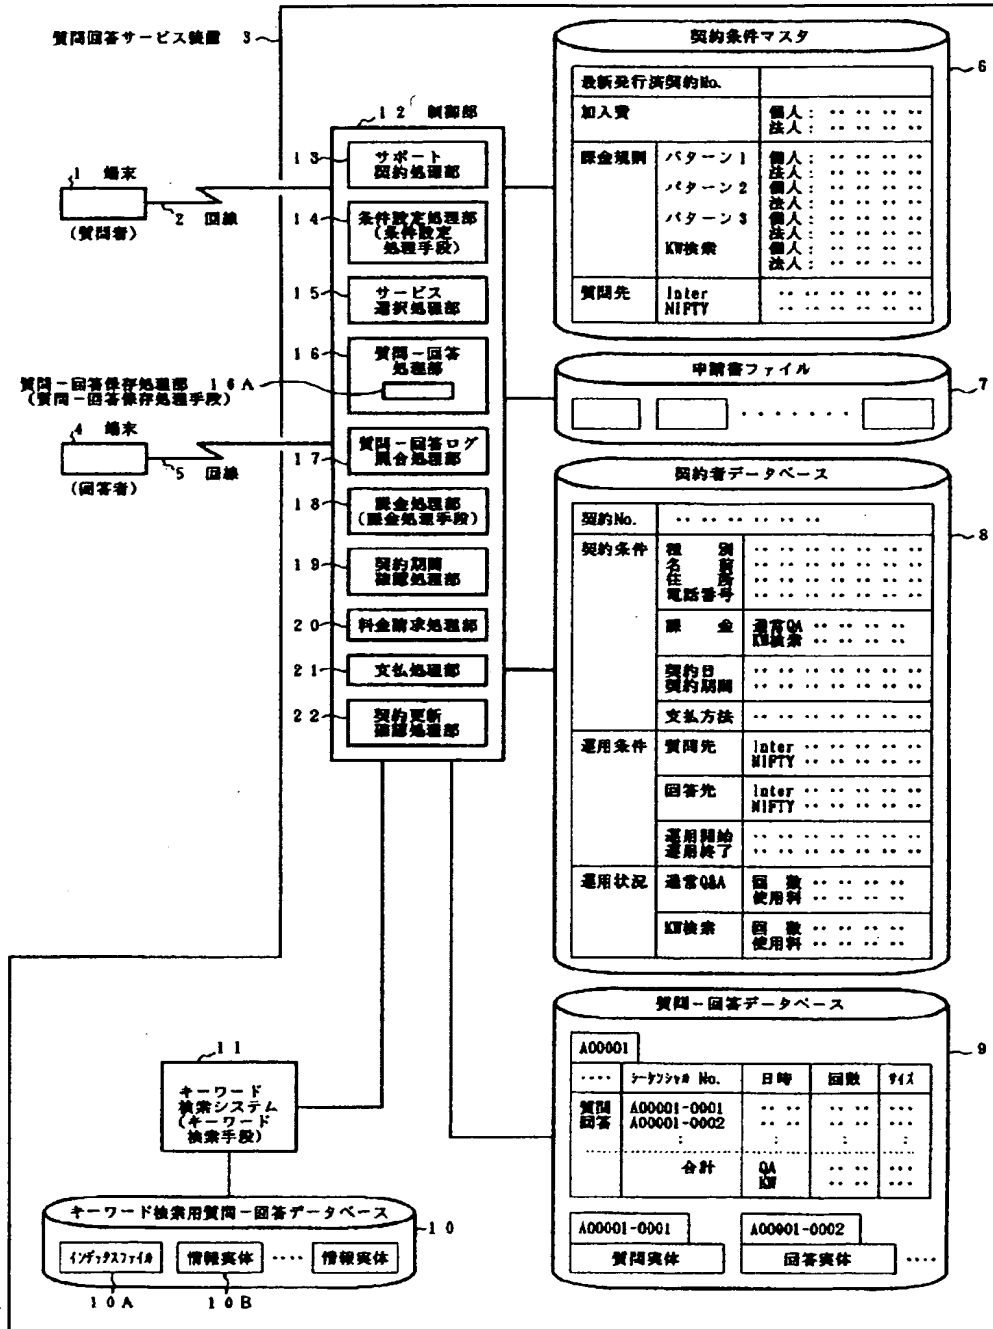 質問回答サービス装置 3
1 端末
(質問者)
2 回線
質問－回答保存処理部 16A
(質問－回答保存処理手段)
4 端末
(回答者)
5 回線
12 制御部
13 サポート
契約処理部
14 条件設定処理部
(条件設定
処理手段)
15 サービス
選択処理部
16 質問－回答
処理部
17 質問－回答ログ
照合処理部
18 課金処理部
(課金処理手段)
19 契約期間
確認処理部
20 料金請求処理部
21 支払処理部
22 契約更新
確認処理部
契約条件マスタ
6
最新発行済契約No.
加入費 個人: ‥ ‥ ‥ ‥
法人: ‥ ‥ ‥ ‥
課金規則 パターン1 個人: ‥ ‥ ‥ ‥
法人: ‥ ‥ ‥ ‥
パターン2 個人: ‥ ‥ ‥ ‥
法人: ‥ ‥ ‥ ‥
パターン3 個人: ‥ ‥ ‥ ‥
法人: ‥ ‥ ‥ ‥
KW検索 個人: ‥ ‥ ‥ ‥
法人: ‥ ‥ ‥ ‥
質問先 Inter ‥ ‥ ‥ ‥ ‥ ‥
NIFTY ‥ ‥ ‥ ‥ ‥ ‥
申請書ファイル
7
・・・・・・・
契約者データベース
8
契約No. ‥ ‥ ‥ ‥ ‥ ‥
契約条件 種 別 ‥ ‥ ‥ ‥ ‥ ‥ ‥
名 前 ‥ ‥ ‥ ‥ ‥ ‥ ‥
住 所 ‥ ‥ ‥ ‥ ‥ ‥ ‥
電話番号 ‥ ‥ ‥ ‥ ‥ ‥ ‥
課 金 通常QA ‥ ‥ ‥ ‥
KW検索 ‥ ‥ ‥ ‥
契約日 ‥ ‥ ‥ ‥ ‥ ‥ ‥
契約期間 ‥ ‥ ‥ ‥ ‥ ‥ ‥
支払方法 ‥ ‥ ‥ ‥ ‥ ‥ ‥
運用条件 質問先 Inter ‥ ‥ ‥ ‥ ‥
NIFTY ‥ ‥ ‥ ‥ ‥
回答先 Inter ‥ ‥ ‥ ‥ ‥
NIFTY ‥ ‥ ‥ ‥ ‥
運用開始 ‥ ‥ ‥ ‥ ‥ ‥ ‥
運用終了 ‥ ‥ ‥ ‥ ‥ ‥ ‥
運用状況 通常Q&A 回 数 ‥ ‥ ‥ ‥
使用料 ‥ ‥ ‥ ‥
KW検索 回 数 ‥ ‥ ‥ ‥
使用料 ‥ ‥ ‥ ‥
質問－回答データベース
9
A00001
‥‥ シーケンシャル No. 日時 回数 サイズ
質問 A00001-0001 ‥ ‥ ‥ ‥ ・・・
回答 A00001-0002 ‥ ‥ ‥ ‥ ・・・
: : : :
合計 QA ‥ ‥ ・・・
KW ‥ ‥ ・・・
A00001-0001 A00001-0002
質問実体 回答実体 ‥‥
11
キーワード
検索システム
(キーワード
検索手段)
キーワード検索用質問－回答データベース
10
インデックスファイル 情報実体 ‥‥ 情報実体
10A 10B